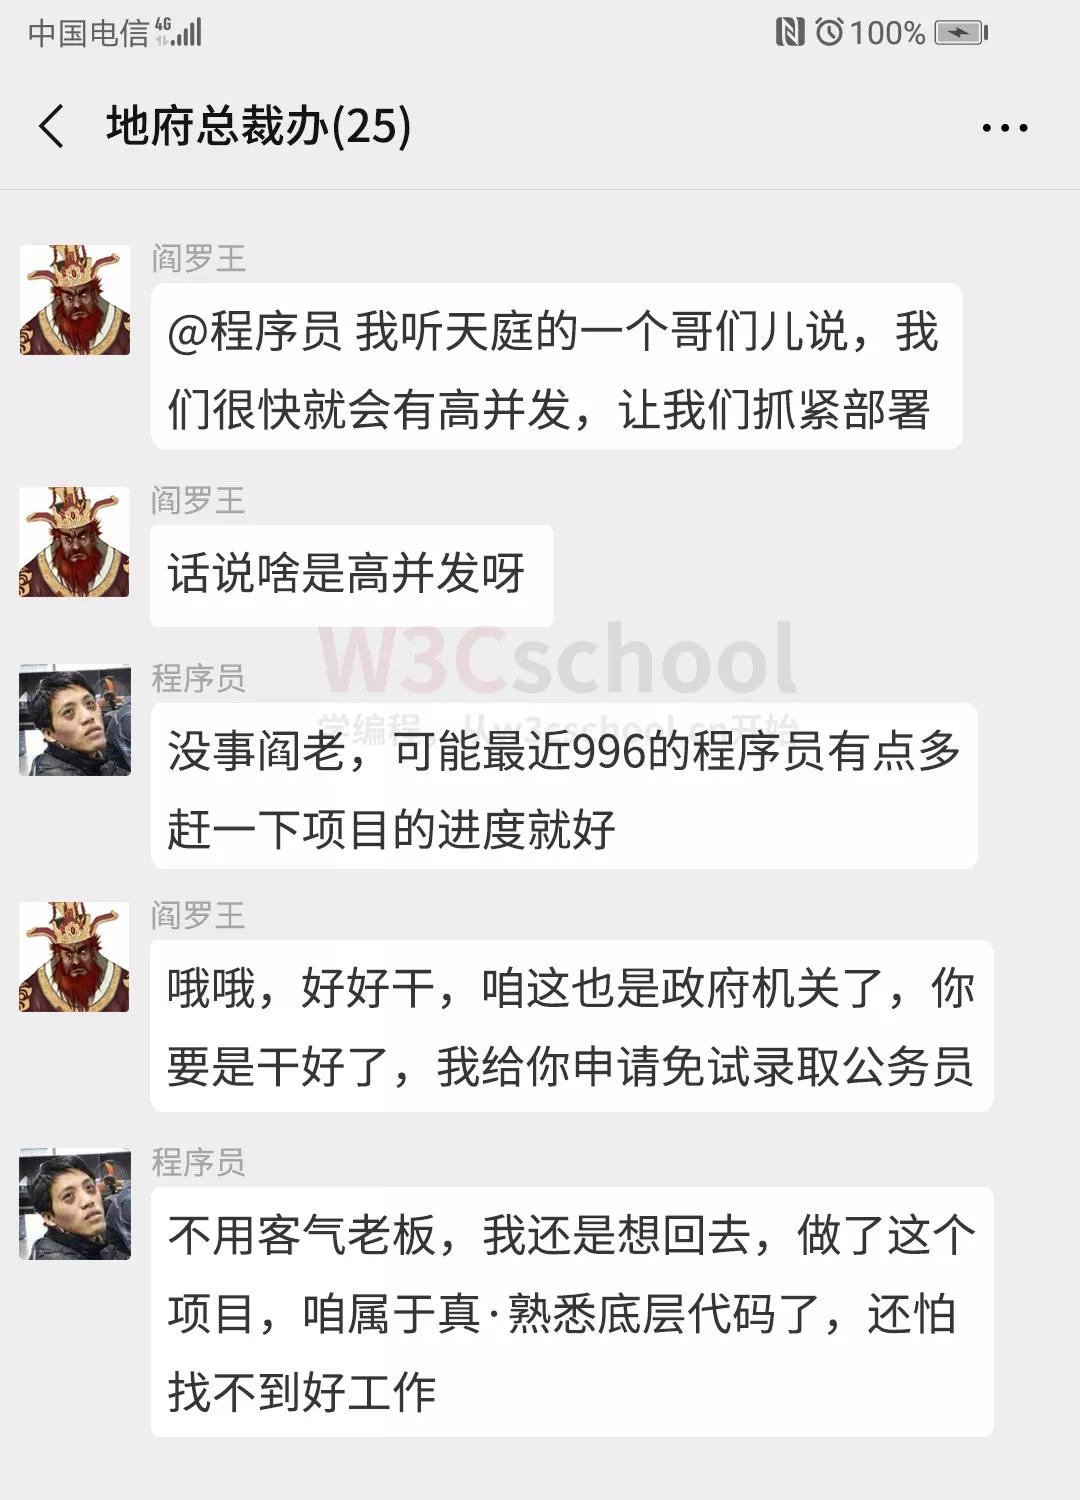 中国电信 4G 100%
地府总裁办(25)
阎罗王
@程序员 我听天庭的一个哥们儿说，我
们很快就会有高并发，让我们抓紧部署
阎罗王
话说啥是高并发呀
W3Cschool
学编程，从w3cschool.cn开始
程序员
没事阎老，可能最近996的程序员有点多
赶一下项目的进度就好
阎罗王
哦哦，好好干，咱这也是政府机关了，你
要是干好了，我给你申请免试录取公务员
程序员
不用客气老板，我还是想回去，做了这个
项目，咱属于真·熟悉底层代码了，还怕
找不到好工作